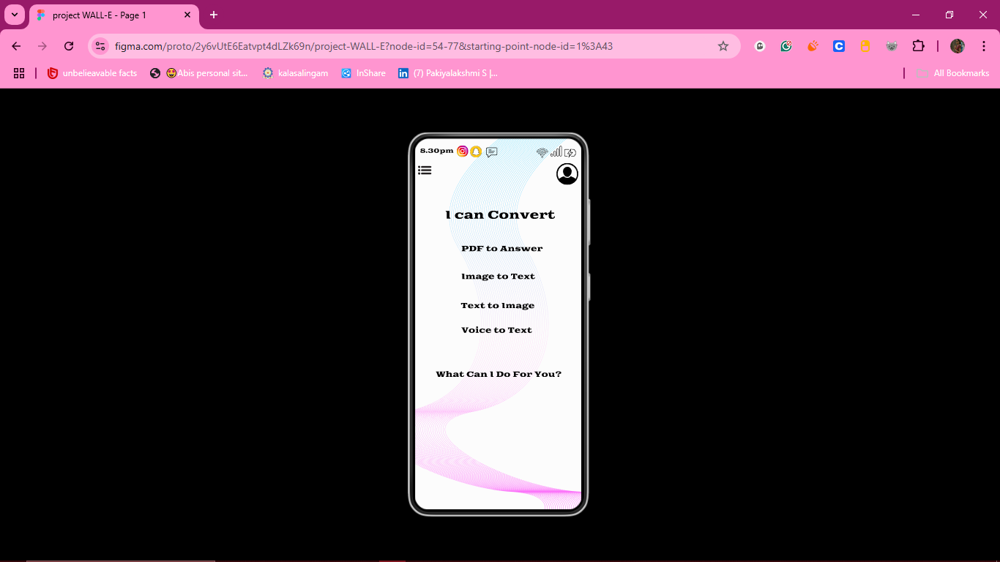 project WALL-E - Page 1
figma.com/proto/2y6vUtE6Eatvpt4dLZk69n/project-WALL-E?node-id=54-77&starting-point-node-id=1%3A43
unbelieavable facts
Abis personal sit...
kalasalingam
InShare
(7) Pakiyalakshmi S |...
All Bookmarks
8.30pm
I can Convert
PDF to Answer
Image to Text
Text to Image
Voice to Text
What Can I Do For You?